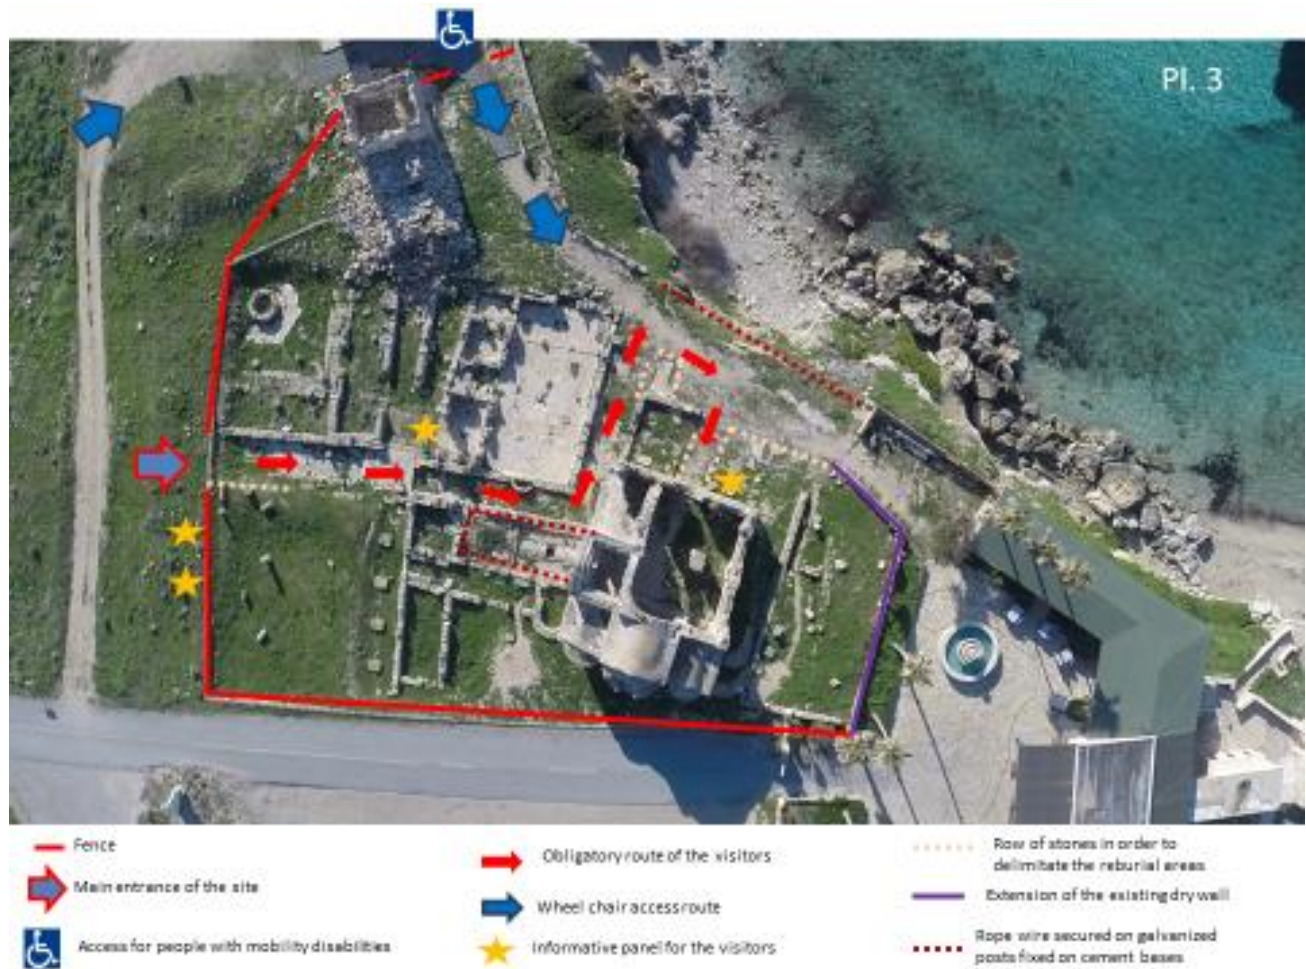 Pl. 3
Fence
Main entrance of the site
Access for people with mobility disabilities
Obligatory route of the visitors
Wheel chair access route
Informative panel for the visitors
Row of stones in order to
delimitate the reburial areas
Extension of the existing dry wall
Rope wire secured on galvanized
posts fixed on cement bases